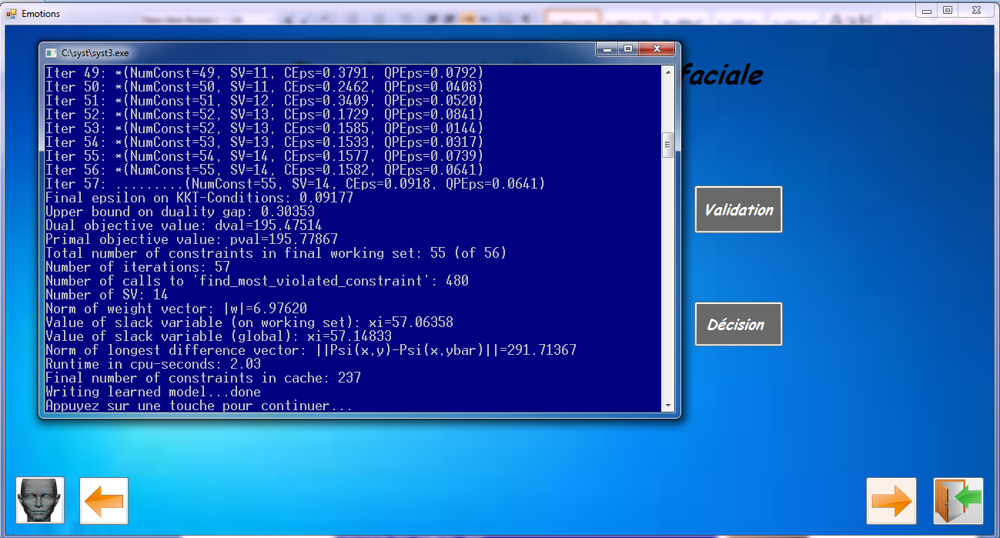 Emotions
C:\syst\syst3.exe
faciale
Iter 49: *(NumConst=49, SV=11, CEps=0.3791, QPEps=0.0792)
Iter 50: *(NumConst=50, SV=11, CEps=0.2462, QPEps=0.0408)
Iter 51: *(NumConst=51, SV=12, CEps=0.3409, QPEps=0.0520)
Iter 52: *(NumConst=52, SV=13, CEps=0.1729, QPEps=0.0841)
Iter 53: *(NumConst=52, SV=13, CEps=0.1585, QPEps=0.0144)
Iter 54: *(NumConst=53, SV=13, CEps=0.1533, QPEps=0.0317)
Iter 55: *(NumConst=54, SV=14, CEps=0.1577, QPEps=0.0739)
Iter 56: *(NumConst=55, SV=14, CEps=0.1582, QPEps=0.0641)
Iter 57: .........(NumConst=55, SV=14, CEps=0.0918, QPEps=0.0641)
Final epsilon on KKT-Conditions: 0.09177
Upper bound on duality gap: 0.30353
Dual objective value: dval=195.47514
Primal objective value: pval=195.77867
Total number of constraints in final working set: 55 (of 56)
Number of iterations: 57
Number of calls to 'find_most_violated_constraint': 480
Number of SV: 14
Norm of weight vector: |w|=6.97620
Value of slack variable (on working set): xi=57.06358
Value of slack variable (global): xi=57.14833
Norm of longest difference vector: ||Psi(x,y)-Psi(x,ybar)||=291.71367
Runtime in cpu-seconds: 2.03
Final number of constraints in cache: 237
Writing learned model...done
Appuyez sur une touche pour continuer...
Validation
Décision